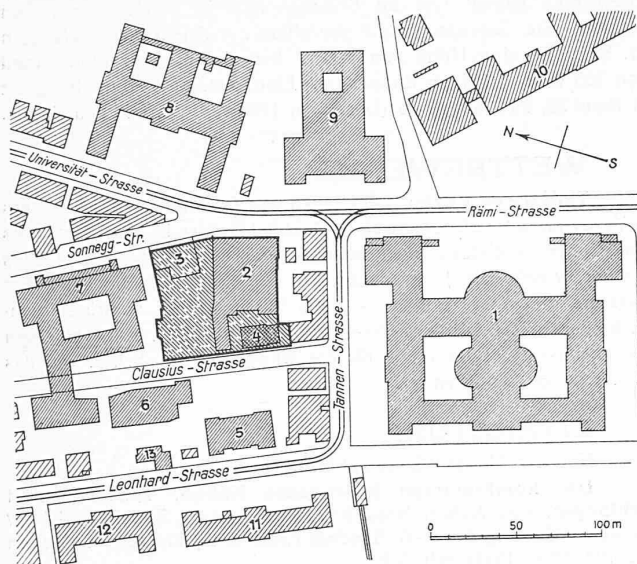 10
8
9
N
S
Universität-Strasse
Rämi-Strasse
Sonnegg-Str.
3
2
7
1
4
Clausius-Strasse
Tannen-Strasse
6
5
13
Leonhard-Strasse
12
11
0 50 100 m